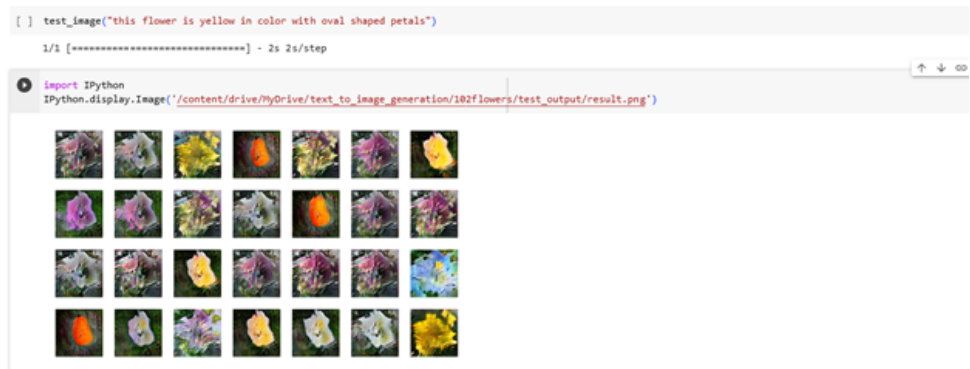 [ ] test_image("this flower is yellow in color with oval shaped petals")
1/1 [==============================] - 2s 2s/step
import IPython
IPython.display.Image('/content/drive/MyDrive/text_to_image_generation/102flowers/test_output/result.png')